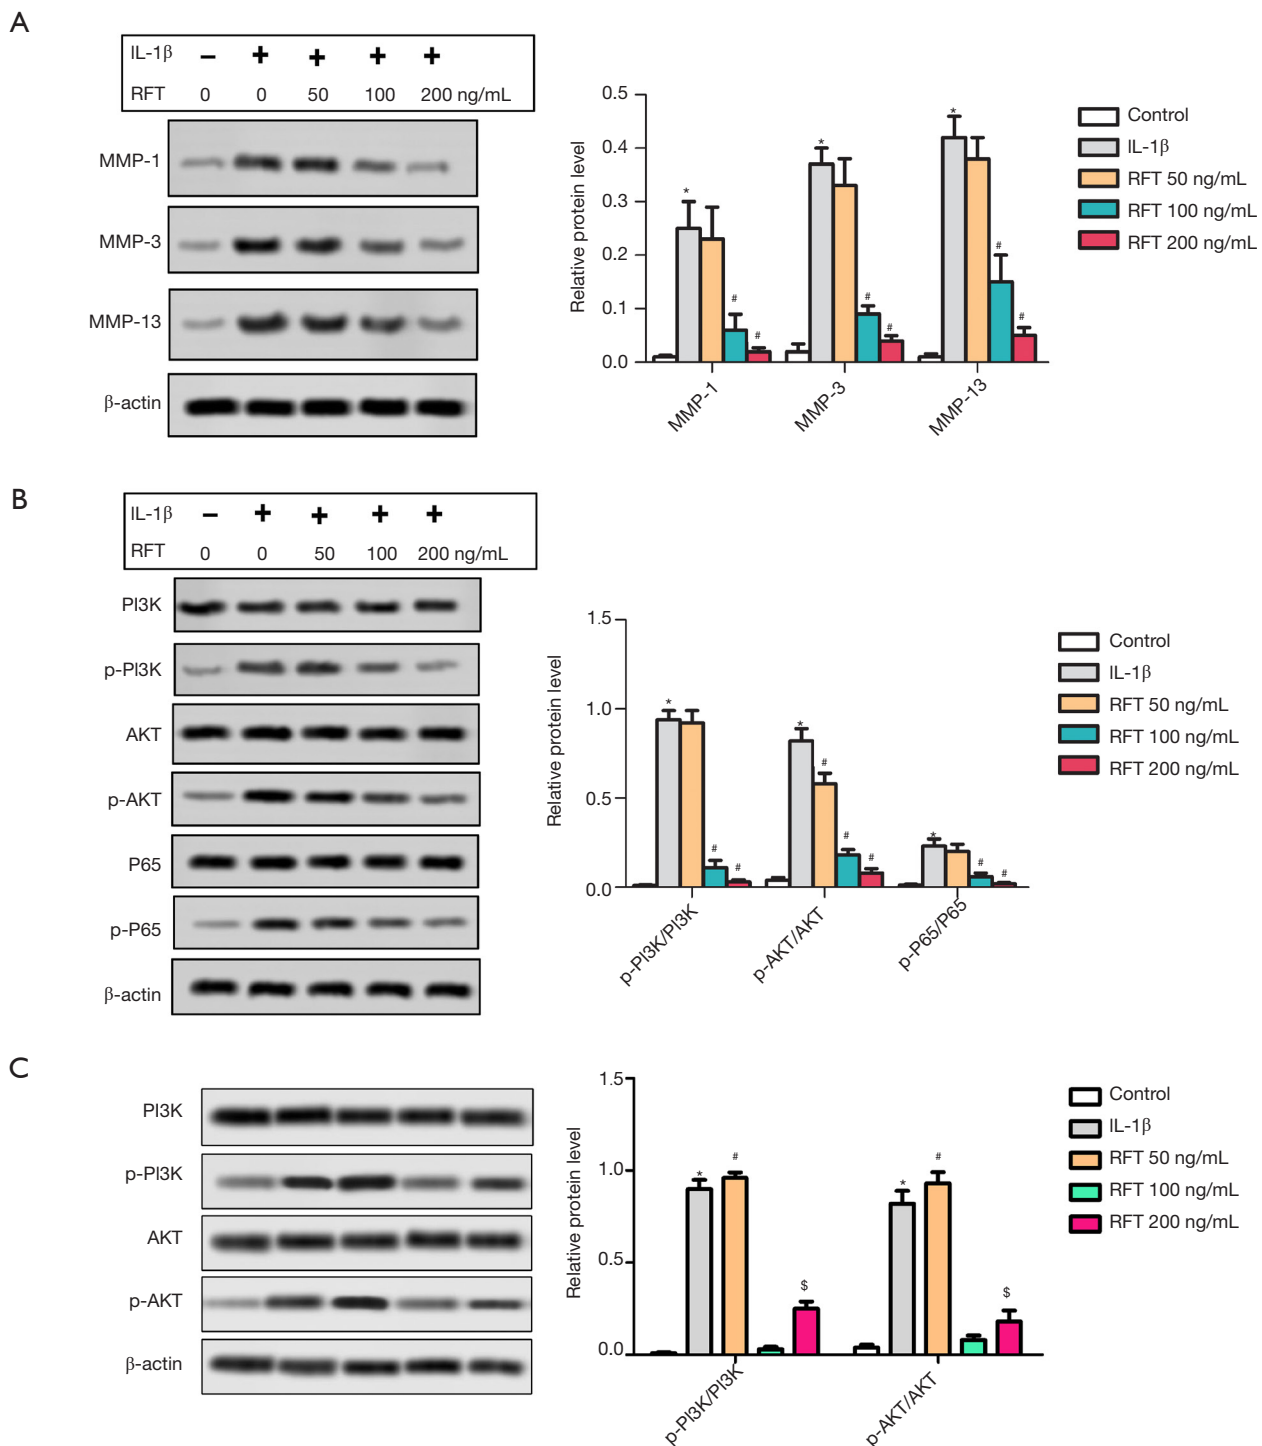 A
IL-1β – + + + +
RFT 0 0 50 100 200 ng/mL
MMP-1
MMP-3
MMP-13
β-actin
Relative protein level
0.5
0.4
0.3
0.2
0.1
0.0
* # #
* # #
* # #
MMP-1
MMP-3
MMP-13
Control
IL-1β
RFT 50 ng/mL
RFT 100 ng/mL
RFT 200 ng/mL
B
IL-1β – + + + +
RFT 0 0 50 100 200 ng/mL
PI3K
p-PI3K
AKT
p-AKT
P65
p-P65
β-actin
Relative protein level
1.5
1.0
0.5
0.0
* # #
* # # #
* # #
p-PI3K/PI3K
p-AKT/AKT
p-P65/P65
Control
IL-1β
RFT 50 ng/mL
RFT 100 ng/mL
RFT 200 ng/mL
C
PI3K
p-PI3K
AKT
p-AKT
β-actin
Relative protein level
1.5
1.0
0.5
0.0
* # $
* # $
p-PI3K/PI3K
p-AKT/AKT
Control
IL-1β
RFT 50 ng/mL
RFT 100 ng/mL
RFT 200 ng/mL